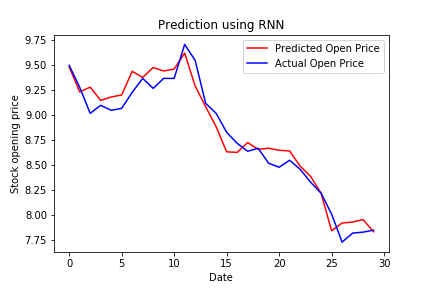 Prediction using RNN
Predicted Open Price
Actual Open Price
Stock opening price
9.75
9.50
9.25
9.00
8.75
8.50
8.25
8.00
7.75
0 5 10 15 20 25 30
Date